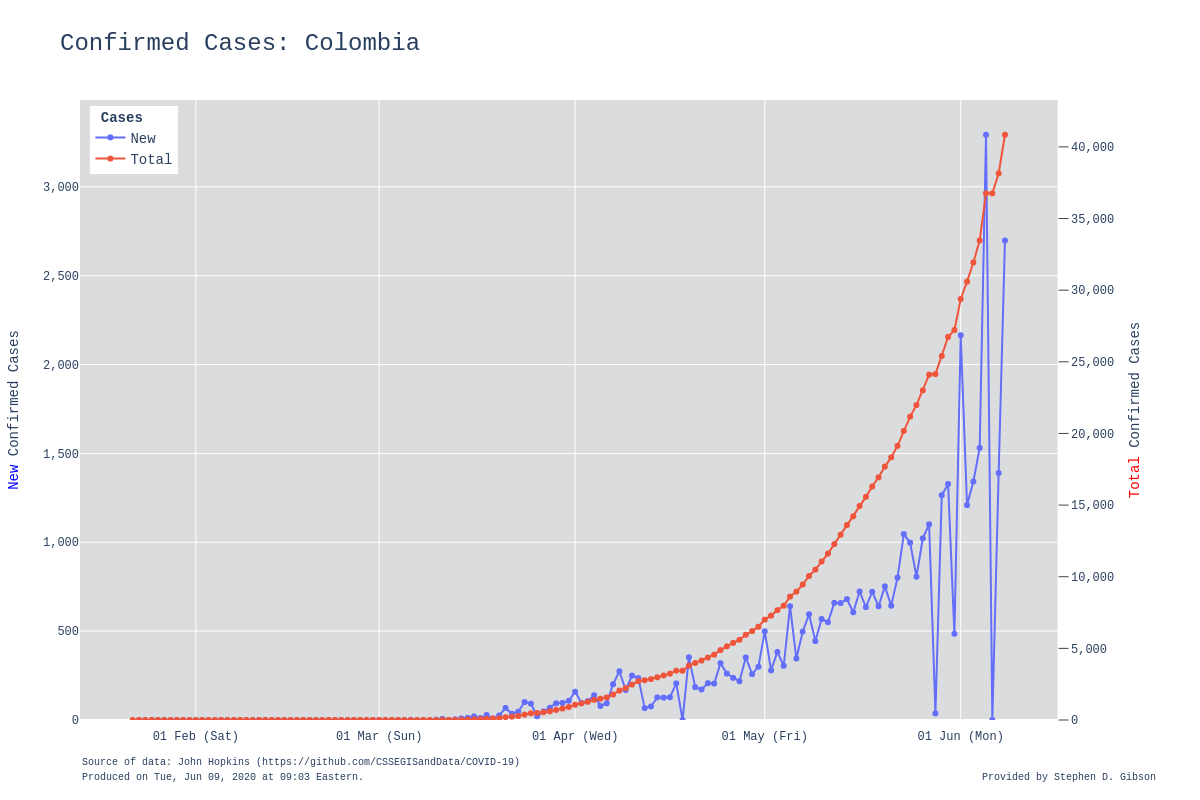 Confirmed Cases: Colombia
Cases
New
Total
3,000
2,500
2,000
1,500
1,000
500
0
New Confirmed Cases
40,000
35,000
30,000
25,000
20,000
15,000
10,000
5,000
0
Total Confirmed Cases
01 Feb (Sat)
01 Mar (Sun)
01 Apr (Wed)
01 May (Fri)
01 Jun (Mon)
Source of data: John Hopkins (https://github.com/CSSEGISandData/COVID-19)
Produced on Tue, Jun 09, 2020 at 09:03 Eastern.
Provided by Stephen D. Gibson